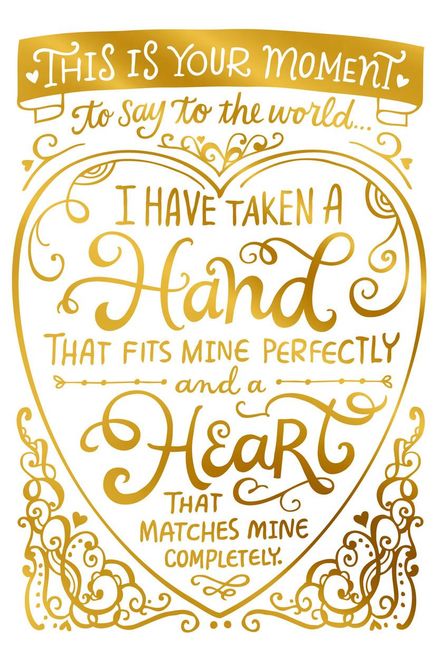 THIS IS YOUR MOMENT
to say to the world...
I HAVE TAKEN A
Hand
THAT FITS MINE PERFECTLY
and a
HEART
THAT
MATCHES MINE
COMPLETELY.